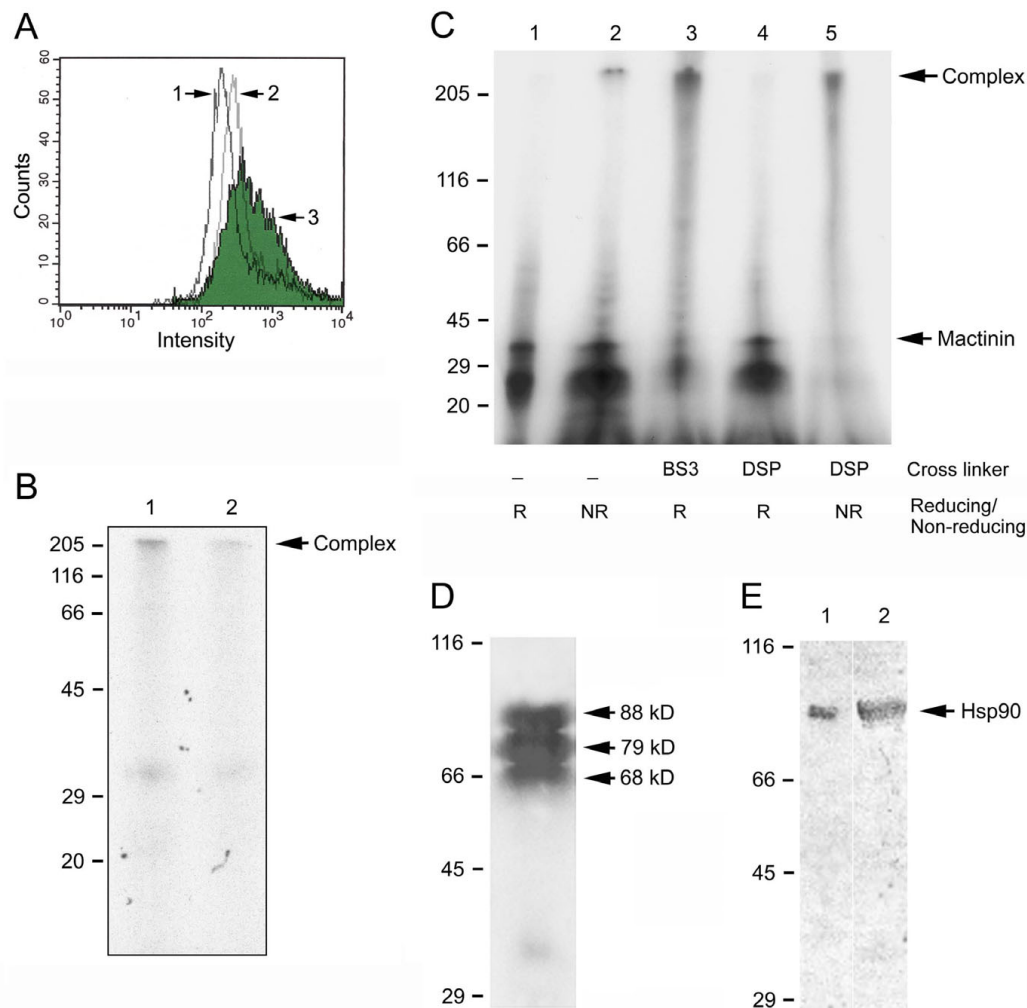 A
60
50
40
30
20
10
0
Counts
1
2
3
10^0 10^1 10^2 10^3 10^4
Intensity
B
1 2
205
116
66
45
29
20
Complex
C
1 2 3 4 5
205
116
66
45
29
20
Complex
Mactinin
– – BS3 DSP DSP Cross linker
R NR R R NR Reducing/
Non-reducing
D
116
66
45
29
88 kD
79 kD
68 kD
E
1 2
116
66
45
29
Hsp90